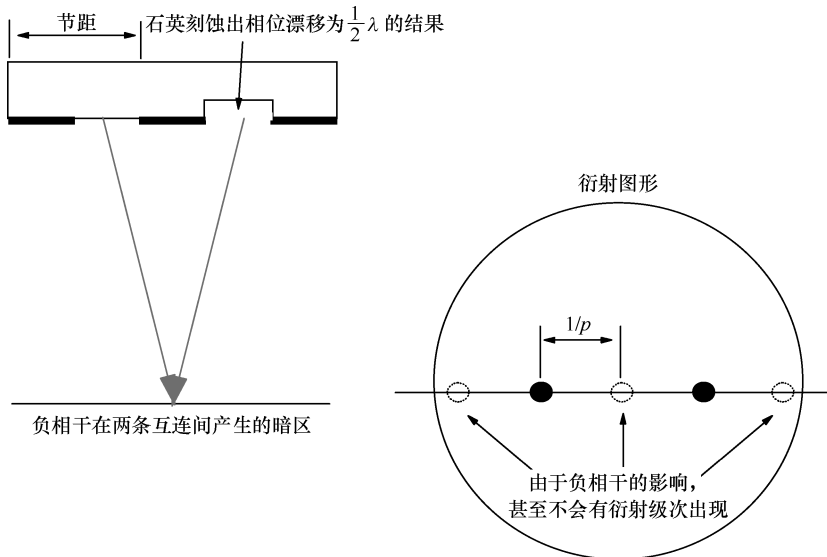 节距
石英刻蚀出相位漂移为 1/2 λ 的结果
负相干在两条互连间产生的暗区
衍射图形
1/p
由于负相干的影响，
甚至不会有衍射级次出现